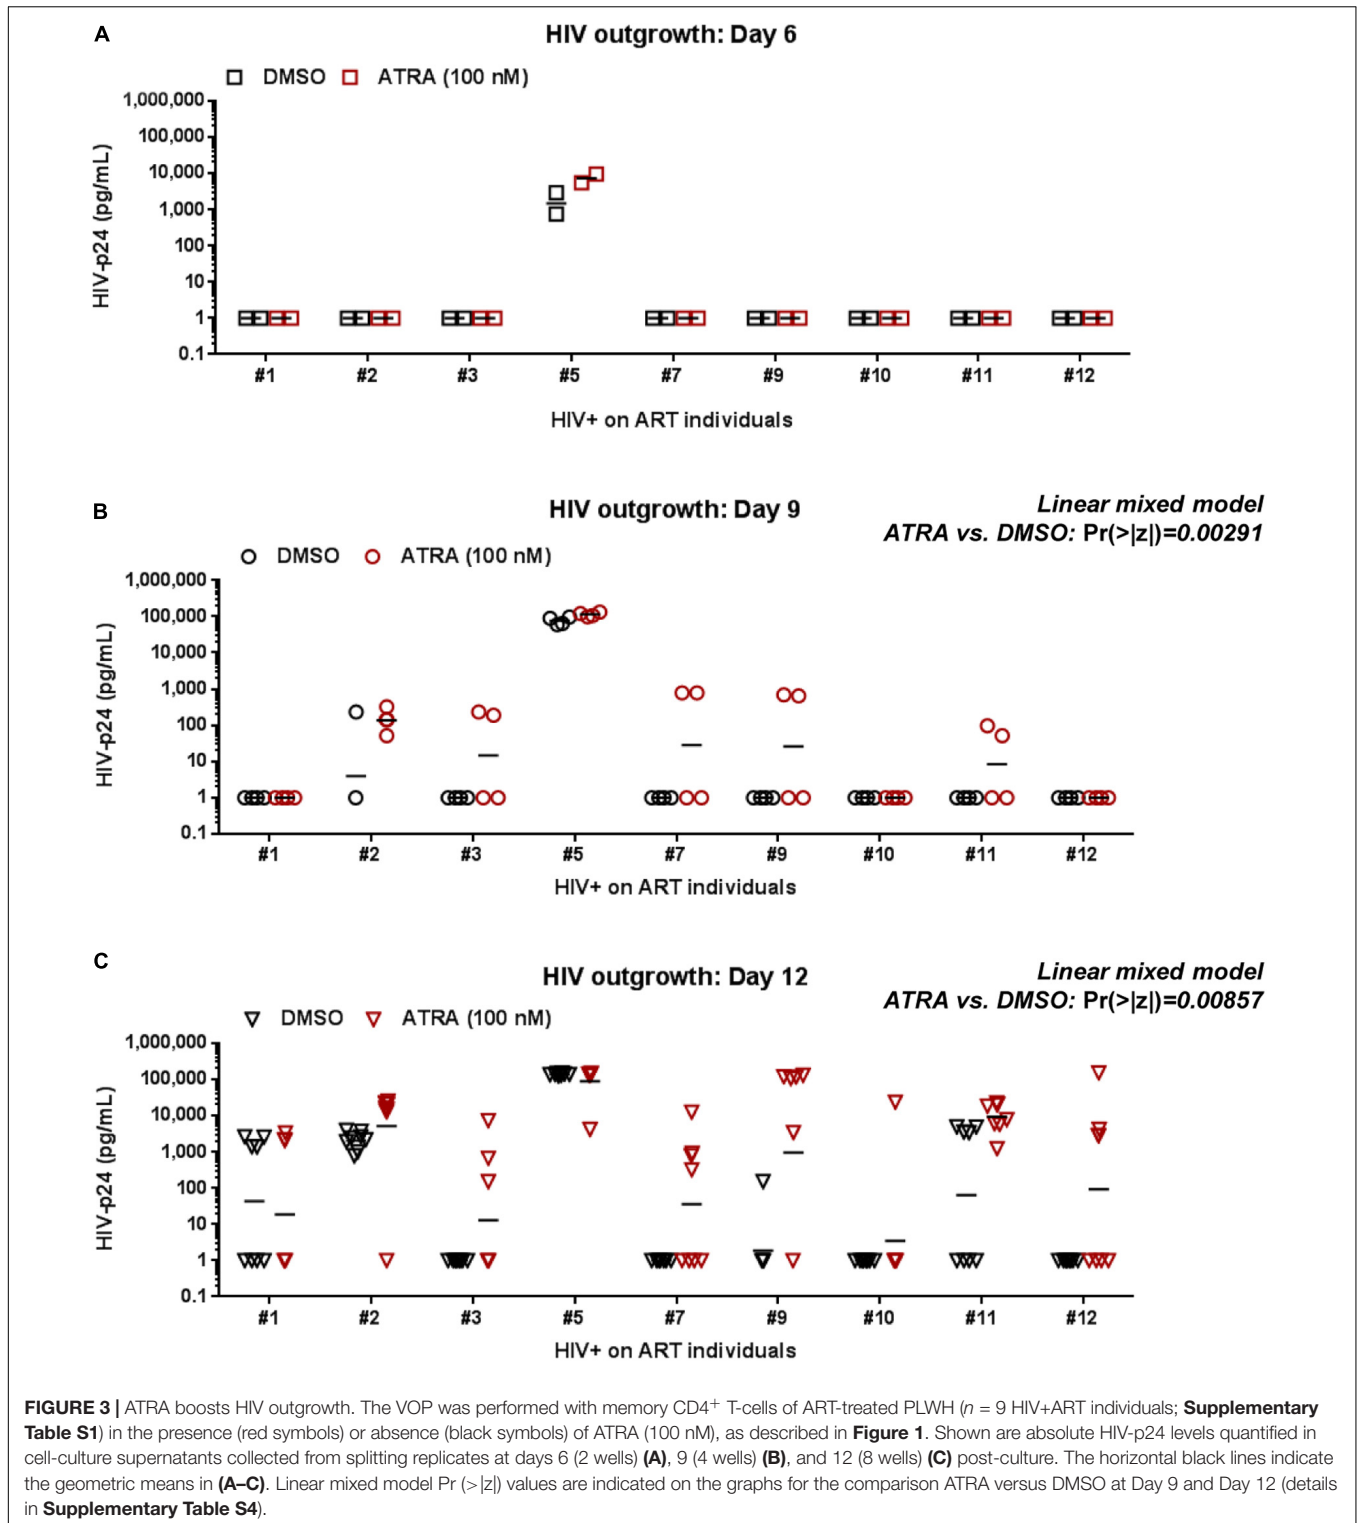 A
HIV outgrowth: Day 6
DMSO ATRA (100 nM)
1,000,000
100,000
10,000
1,000
100
10
1
0.1
HIV-p24 (pg/mL)
#1 #2 #3 #5 #7 #9 #10 #11 #12
HIV+ on ART individuals
B
HIV outgrowth: Day 9
Linear mixed model
ATRA vs. DMSO: Pr(>|z|)=0.00291
DMSO ATRA (100 nM)
1,000,000
100,000
10,000
1,000
100
10
1
0.1
HIV-p24 (pg/mL)
#1 #2 #3 #5 #7 #9 #10 #11 #12
HIV+ on ART individuals
C
HIV outgrowth: Day 12
Linear mixed model
ATRA vs. DMSO: Pr(>|z|)=0.00857
DMSO ATRA (100 nM)
1,000,000
100,000
10,000
1,000
100
10
1
0.1
HIV-p24 (pg/mL)
#1 #2 #3 #5 #7 #9 #10 #11 #12
HIV+ on ART individuals
FIGURE 3 | ATRA boosts HIV outgrowth. The VOP was performed with memory CD4+ T-cells of ART-treated PLWH (n = 9 HIV+ART individuals; Supplementary
Table S1) in the presence (red symbols) or absence (black symbols) of ATRA (100 nM), as described in Figure 1. Shown are absolute HIV-p24 levels quantified in
cell-culture supernatants collected from splitting replicates at days 6 (2 wells) (A), 9 (4 wells) (B), and 12 (8 wells) (C) post-culture. The horizontal black lines indicate
the geometric means in (A–C). Linear mixed model Pr (>|z|) values are indicated on the graphs for the comparison ATRA versus DMSO at Day 9 and Day 12 (details
in Supplementary Table S4).